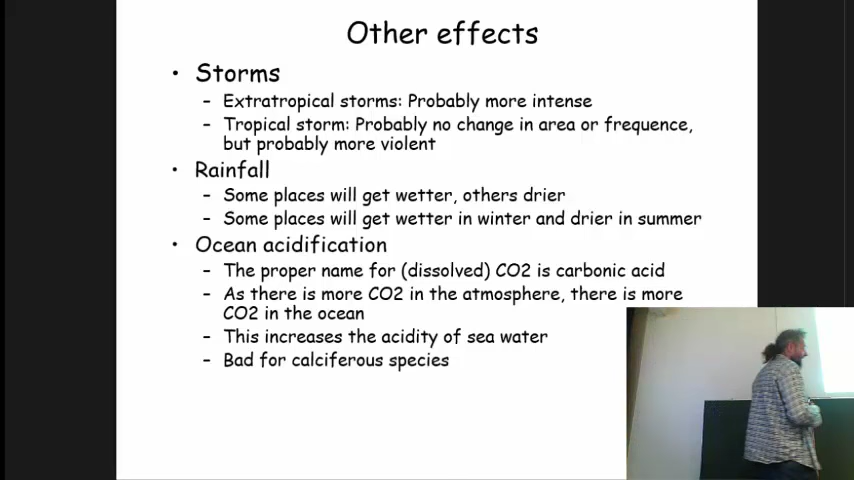 Other effects
• Storms
– Extratropical storms: Probably more intense
– Tropical storm: Probably no change in area or frequence,
but probably more violent
• Rainfall
– Some places will get wetter, others drier
– Some places will get wetter in winter and drier in summer
• Ocean acidification
– The proper name for (dissolved) CO2 is carbonic acid
– As there is more CO2 in the atmosphere, there is more
CO2 in the ocean
– This increases the acidity of sea water
– Bad for calciferous species